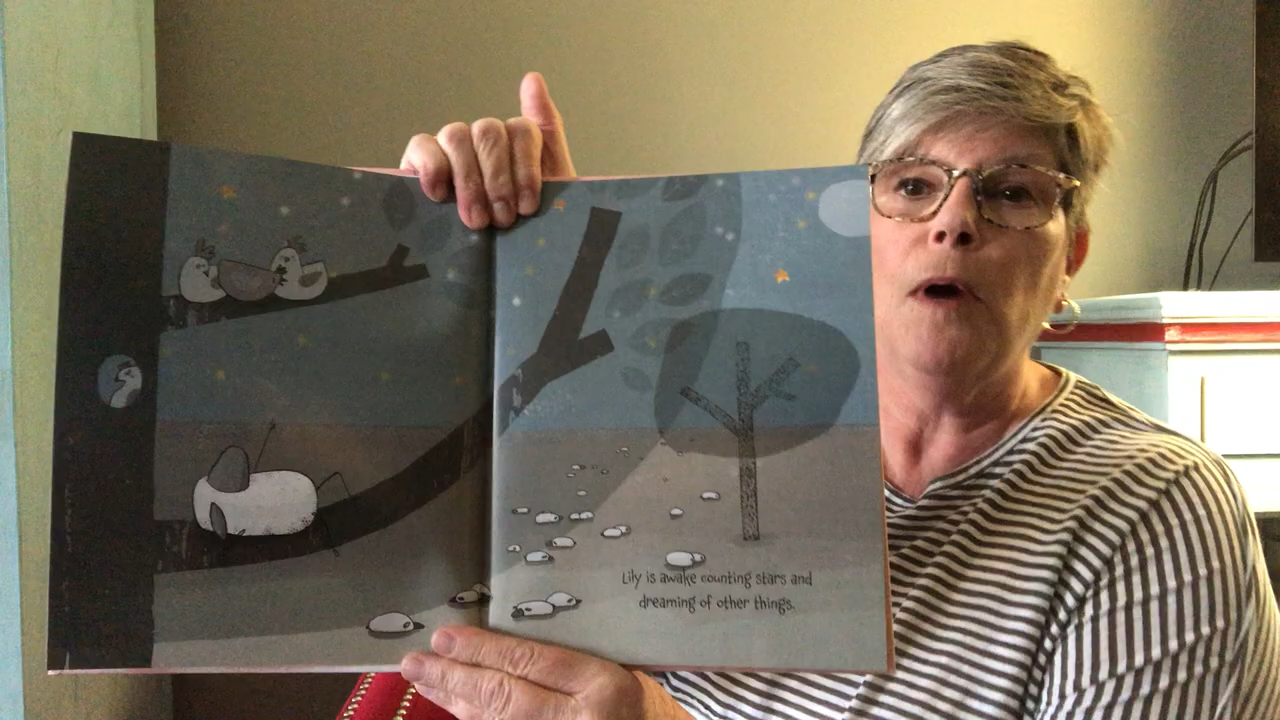 Lily is awake counting stars and
dreaming of other things.